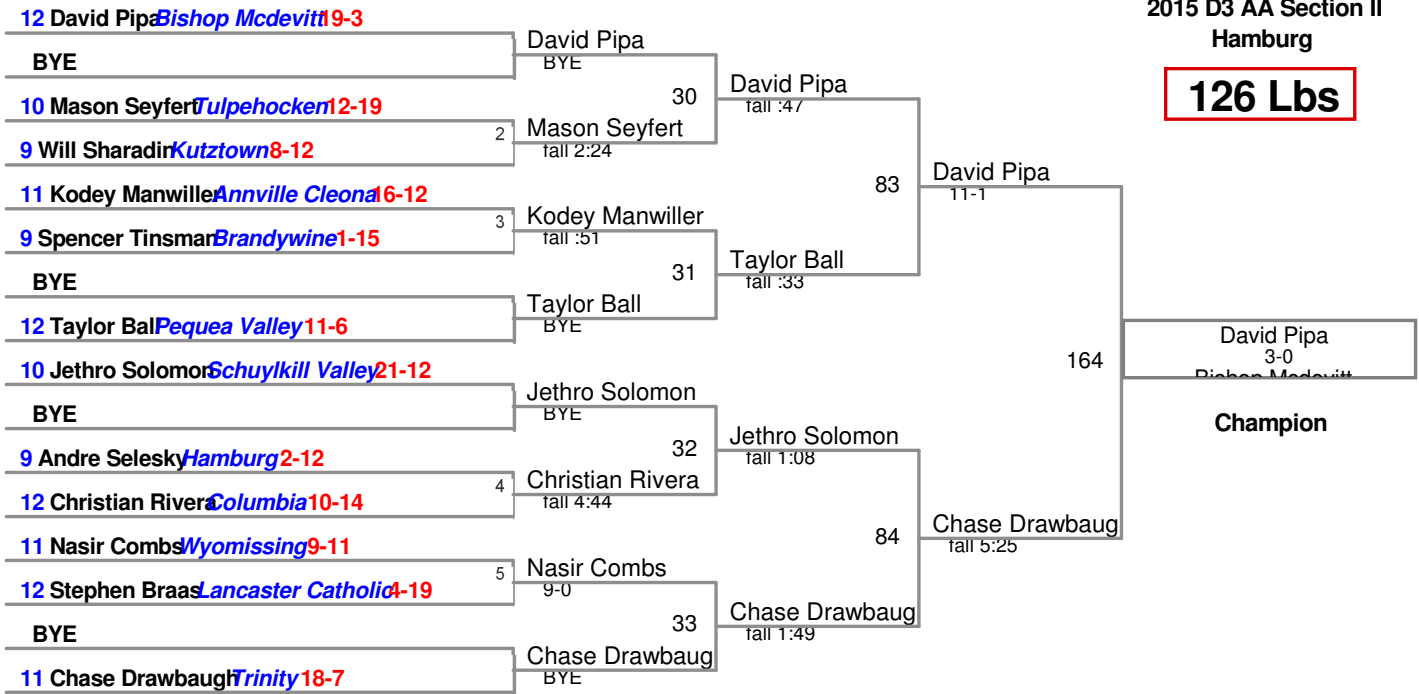 2015 D3 AA Section II
Hamburg
126 Lbs
12 David Pipa Bishop Mcdevitt 19-3
BYE
10 Mason Seyfert Tulpehocken 12-19
9 Will Sharadin Kutztown 8-12
11 Kodey Manwiller Annville Cleona 16-12
9 Spencer Tinsman Brandywine 1-15
BYE
12 Taylor Ball Pequea Valley 11-6
10 Jethro Solomon Schuylkill Valley 21-12
BYE
9 Andre Selesky Hamburg 2-12
12 Christian Rivera Columbia 10-14
11 Nasir Combs Wyomissing 9-11
12 Stephen Braas Lancaster Catholic 4-19
BYE
11 Chase Drawbaugh Trinity 18-7
David Pipa
BYE
2
Mason Seyfert
fall 2:24
3
Kodey Manwiller
fall :51
Taylor Ball
BYE
Jethro Solomon
BYE
4
Christian Rivera
fall 4:44
5
Nasir Combs
9-0
Chase Drawbaug
BYE
30
David Pipa
fall :47
31
Taylor Ball
fall :33
32
Jethro Solomon
fall 1:08
33
Chase Drawbaug
fall 1:49
83
David Pipa
11-1
84
Chase Drawbaug
fall 5:25
164
David Pipa
3-0
Bishop Mcdevitt
Champion